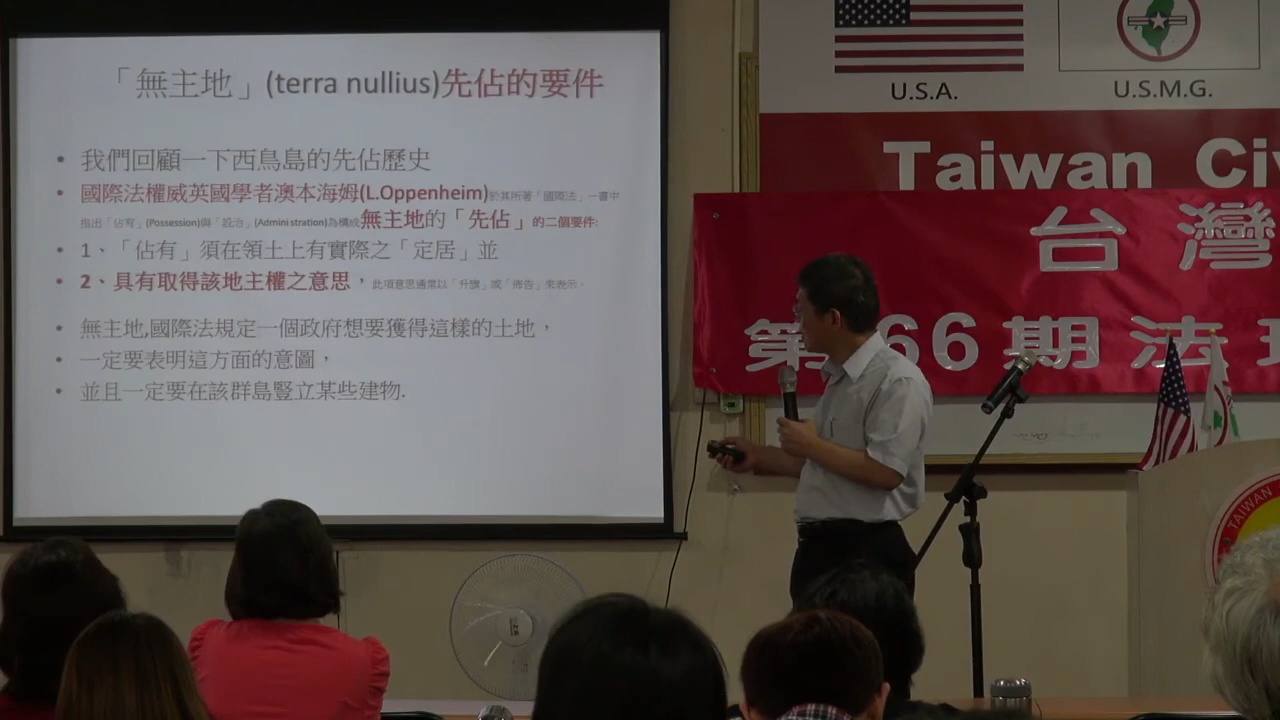 「無主地」(terra nullius)先佔的要件
• 我們回顧一下西鳥島的先佔歷史
• 國際法權威英國學者澳本海姆(L.Oppenheim)於其所著「國際法」一書中
指出「佔有」(Possession)與「設治」(Administration)為構成無主地的「先佔」的二個要件:
• 1、「佔有」須在領土上有實際之「定居」並
• 2、具有取得該地主權之意思，此項意思通常以「升旗」或「佈告」來表示。
• 無主地,國際法規定一個政府想要獲得這樣的土地，
• 一定要表明這方面的意圖，
• 並且一定要在該群島豎立某些建物.
U.S.A.
U.S.M.G.
Taiwan Civ
台灣
第 66 期 法
TAIWAN